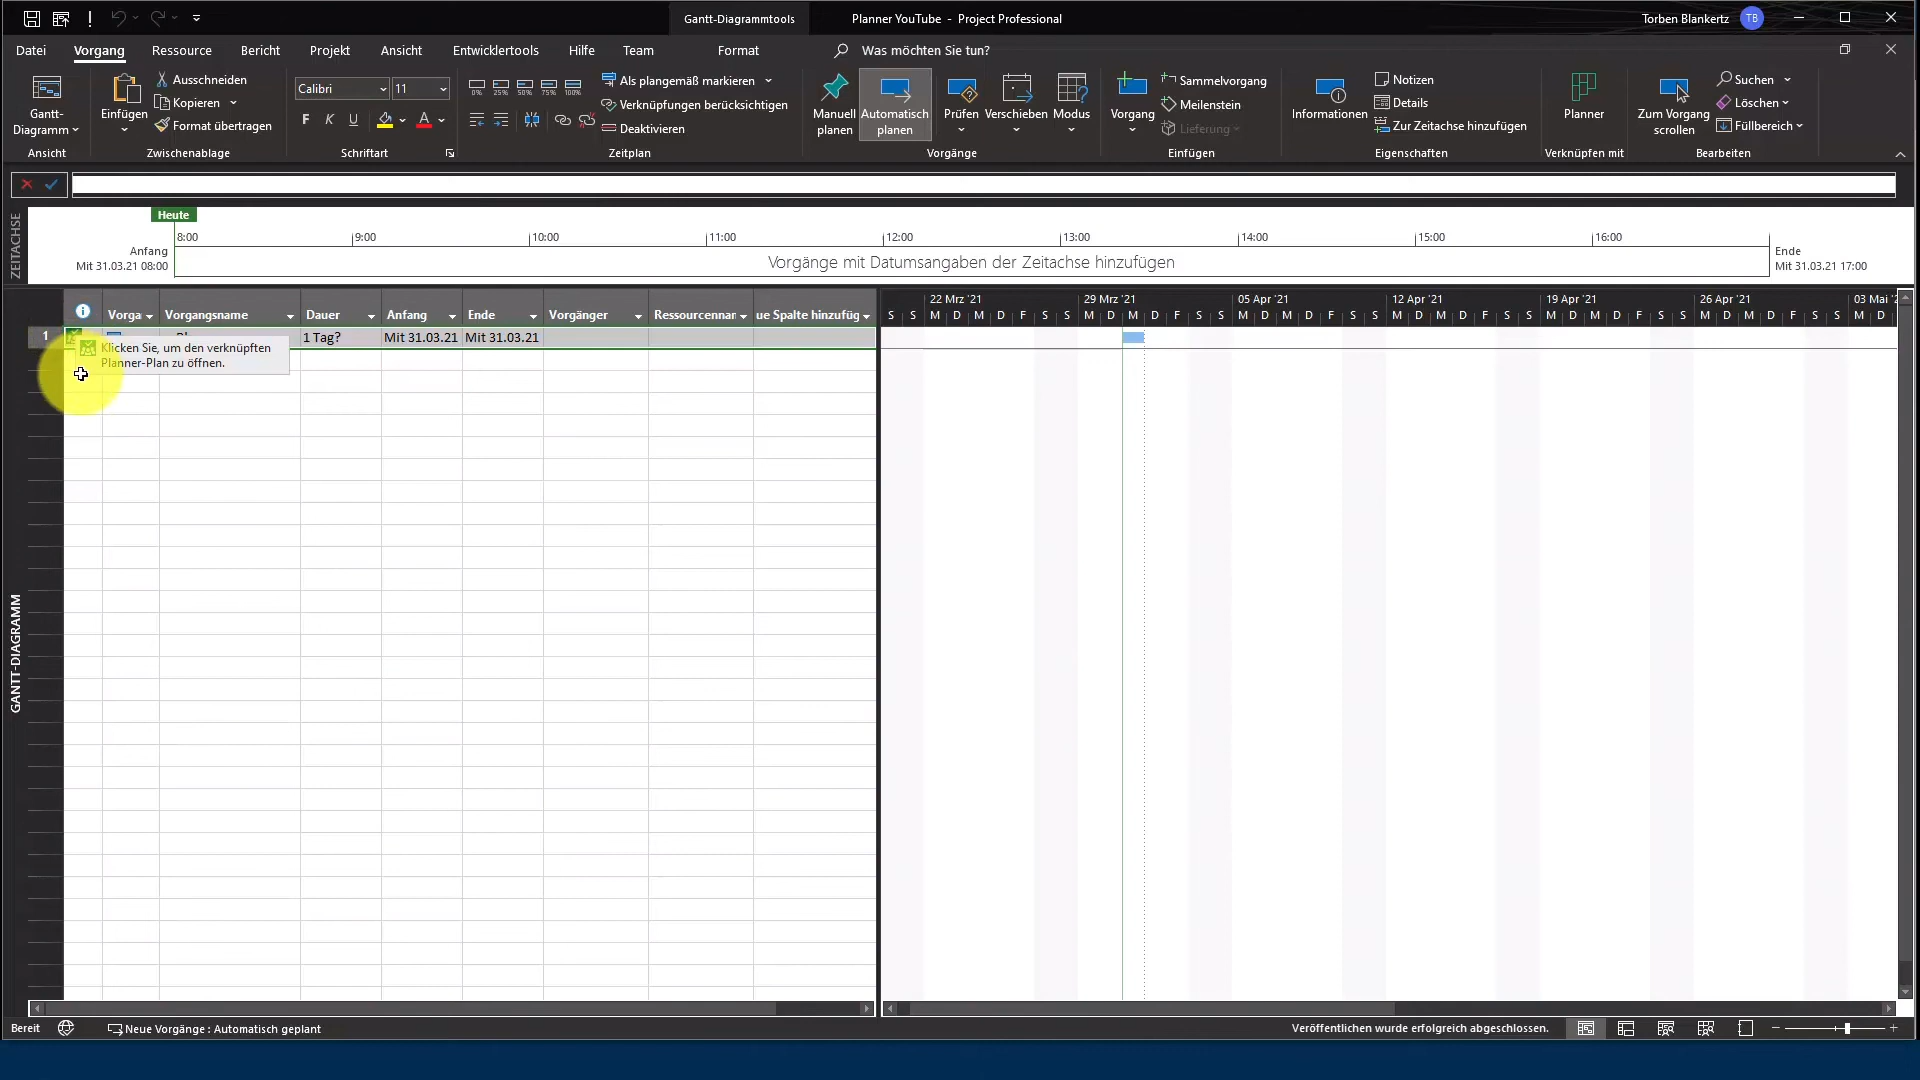 Gantt-Diagrammtools
Planner YouTube - Project Professional
Torben Blankertz
TB
Datei Vorgang Ressource Bericht Projekt Ansicht Entwicklertools Hilfe Team Format Was möchten Sie tun?
Gantt-
Diagramm
Ansicht
Einfügen
Ausschneiden
Kopieren
Format übertragen
Zwischenablage
Calibri 11
F K U A
Schriftart
0% 25% 50% 75% 100%
Als plangemäß markieren
Verknüpfungen berücksichtigen
Deaktivieren
Zeitplan
Manuell
planen
Automatisch
planen
Prüfen
Verschieben
Modus
Vorgänge
Vorgang
Sammelvorgang
Meilenstein
Lieferung
Einfügen
Informationen
Notizen
Details
Zur Zeitachse hinzufügen
Eigenschaften
Planner
Verknüpfen mit
Zum Vorgang
scrollen
Suchen
Löschen
Füllbereich
Bearbeiten
ZEITACHSE
Heute
8:00 9:00 10:00 11:00 12:00 13:00 14:00 15:00 16:00
Anfang
Mit 31.03.21 08:00
Vorgänge mit Datumsangaben der Zeitachse hinzufügen
Ende
Mit 31.03.21 17:00
GANTT-DIAGRAMM
Vorga Vorgangsname Dauer Anfang Ende Vorgänger Ressourcennar ue Spalte hinzufüg
22 Mrz '21 29 Mrz '21 05 Apr '21 12 Apr '21 19 Apr '21 26 Apr '21 03 Mai '2
S S M D M D F S S M D M D F S S M D M D F S S M D M D F S S M D M D F S S M D M D F S S M D
1 1 Tag? Mit 31.03.21 Mit 31.03.21
Klicken Sie, um den verknüpften
Planner-Plan zu öffnen.
Bereit
Neue Vorgänge : Automatisch geplant
Veröffentlichen wurde erfolgreich abgeschlossen.